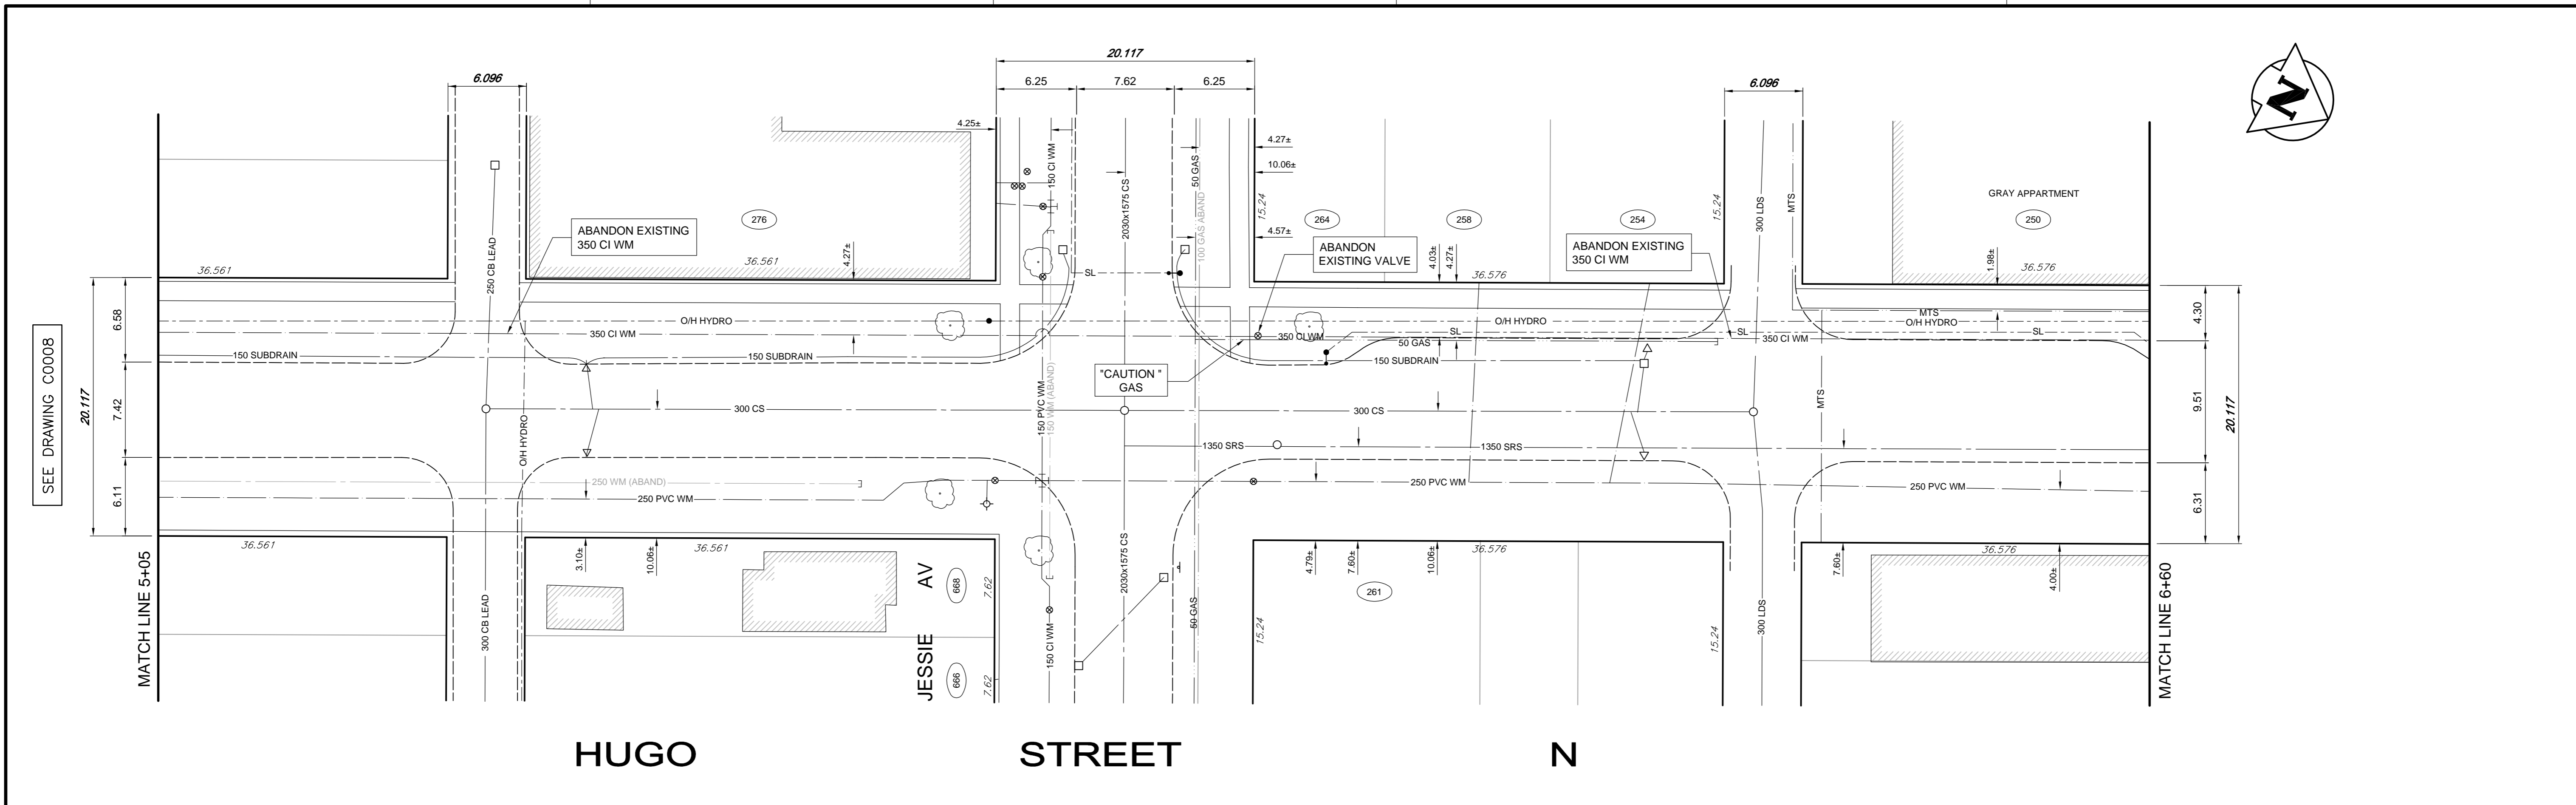 20.117
6.096
6.25
7.62
6.25
6.096
N
4.25±
4.27±
10.06±
150 CI WM
2030x1575 CS
50 GAS
100 GAS ABAND
300 LDS
MTS
GRAY APPARTMENT
276
264
258
254
250
15.24
15.24
ABANDON EXISTING
350 CI WM
4.57±
ABANDON
EXISTING VALVE
ABANDON EXISTING
350 CI WM
250 CB LEAD
4.27±
4.03±
4.27±
1.98±
36.561
36.561
SL
36.576
36.576
20.117
6.58
7.42
6.11
4.30
9.51
6.31
20.117
O/H HYDRO
O/H HYDRO
MTS
O/H HYDRO
350 CI WM
350 CI WM
SL
SL
SL
50 GAS
350 CI WM
150 SUBDRAIN
150 SUBDRAIN
150 SUBDRAIN
"CAUTION "
GAS
SEE DRAWING C0008
150 PVC WM
150 WM (ABAND)
300 CS
300 CS
MTS
O/H HYDRO
1350 SRS
1350 SRS
250 WM (ABAND)
250 PVC WM
250 PVC WM
250 PVC WM
36.561
36.561
36.576
36.576
3.10±
10.06±
4.79±
7.60±
10.06±
7.60±
4.00±
MATCH LINE 5+05
300 CB LEAD
JESSIE AV
668
666
7.62
7.62
150 CI WM
2030x1575 CS
50 GAS
15.24
261
15.24
300 LDS
MATCH LINE 6+60
HUGO STREET N